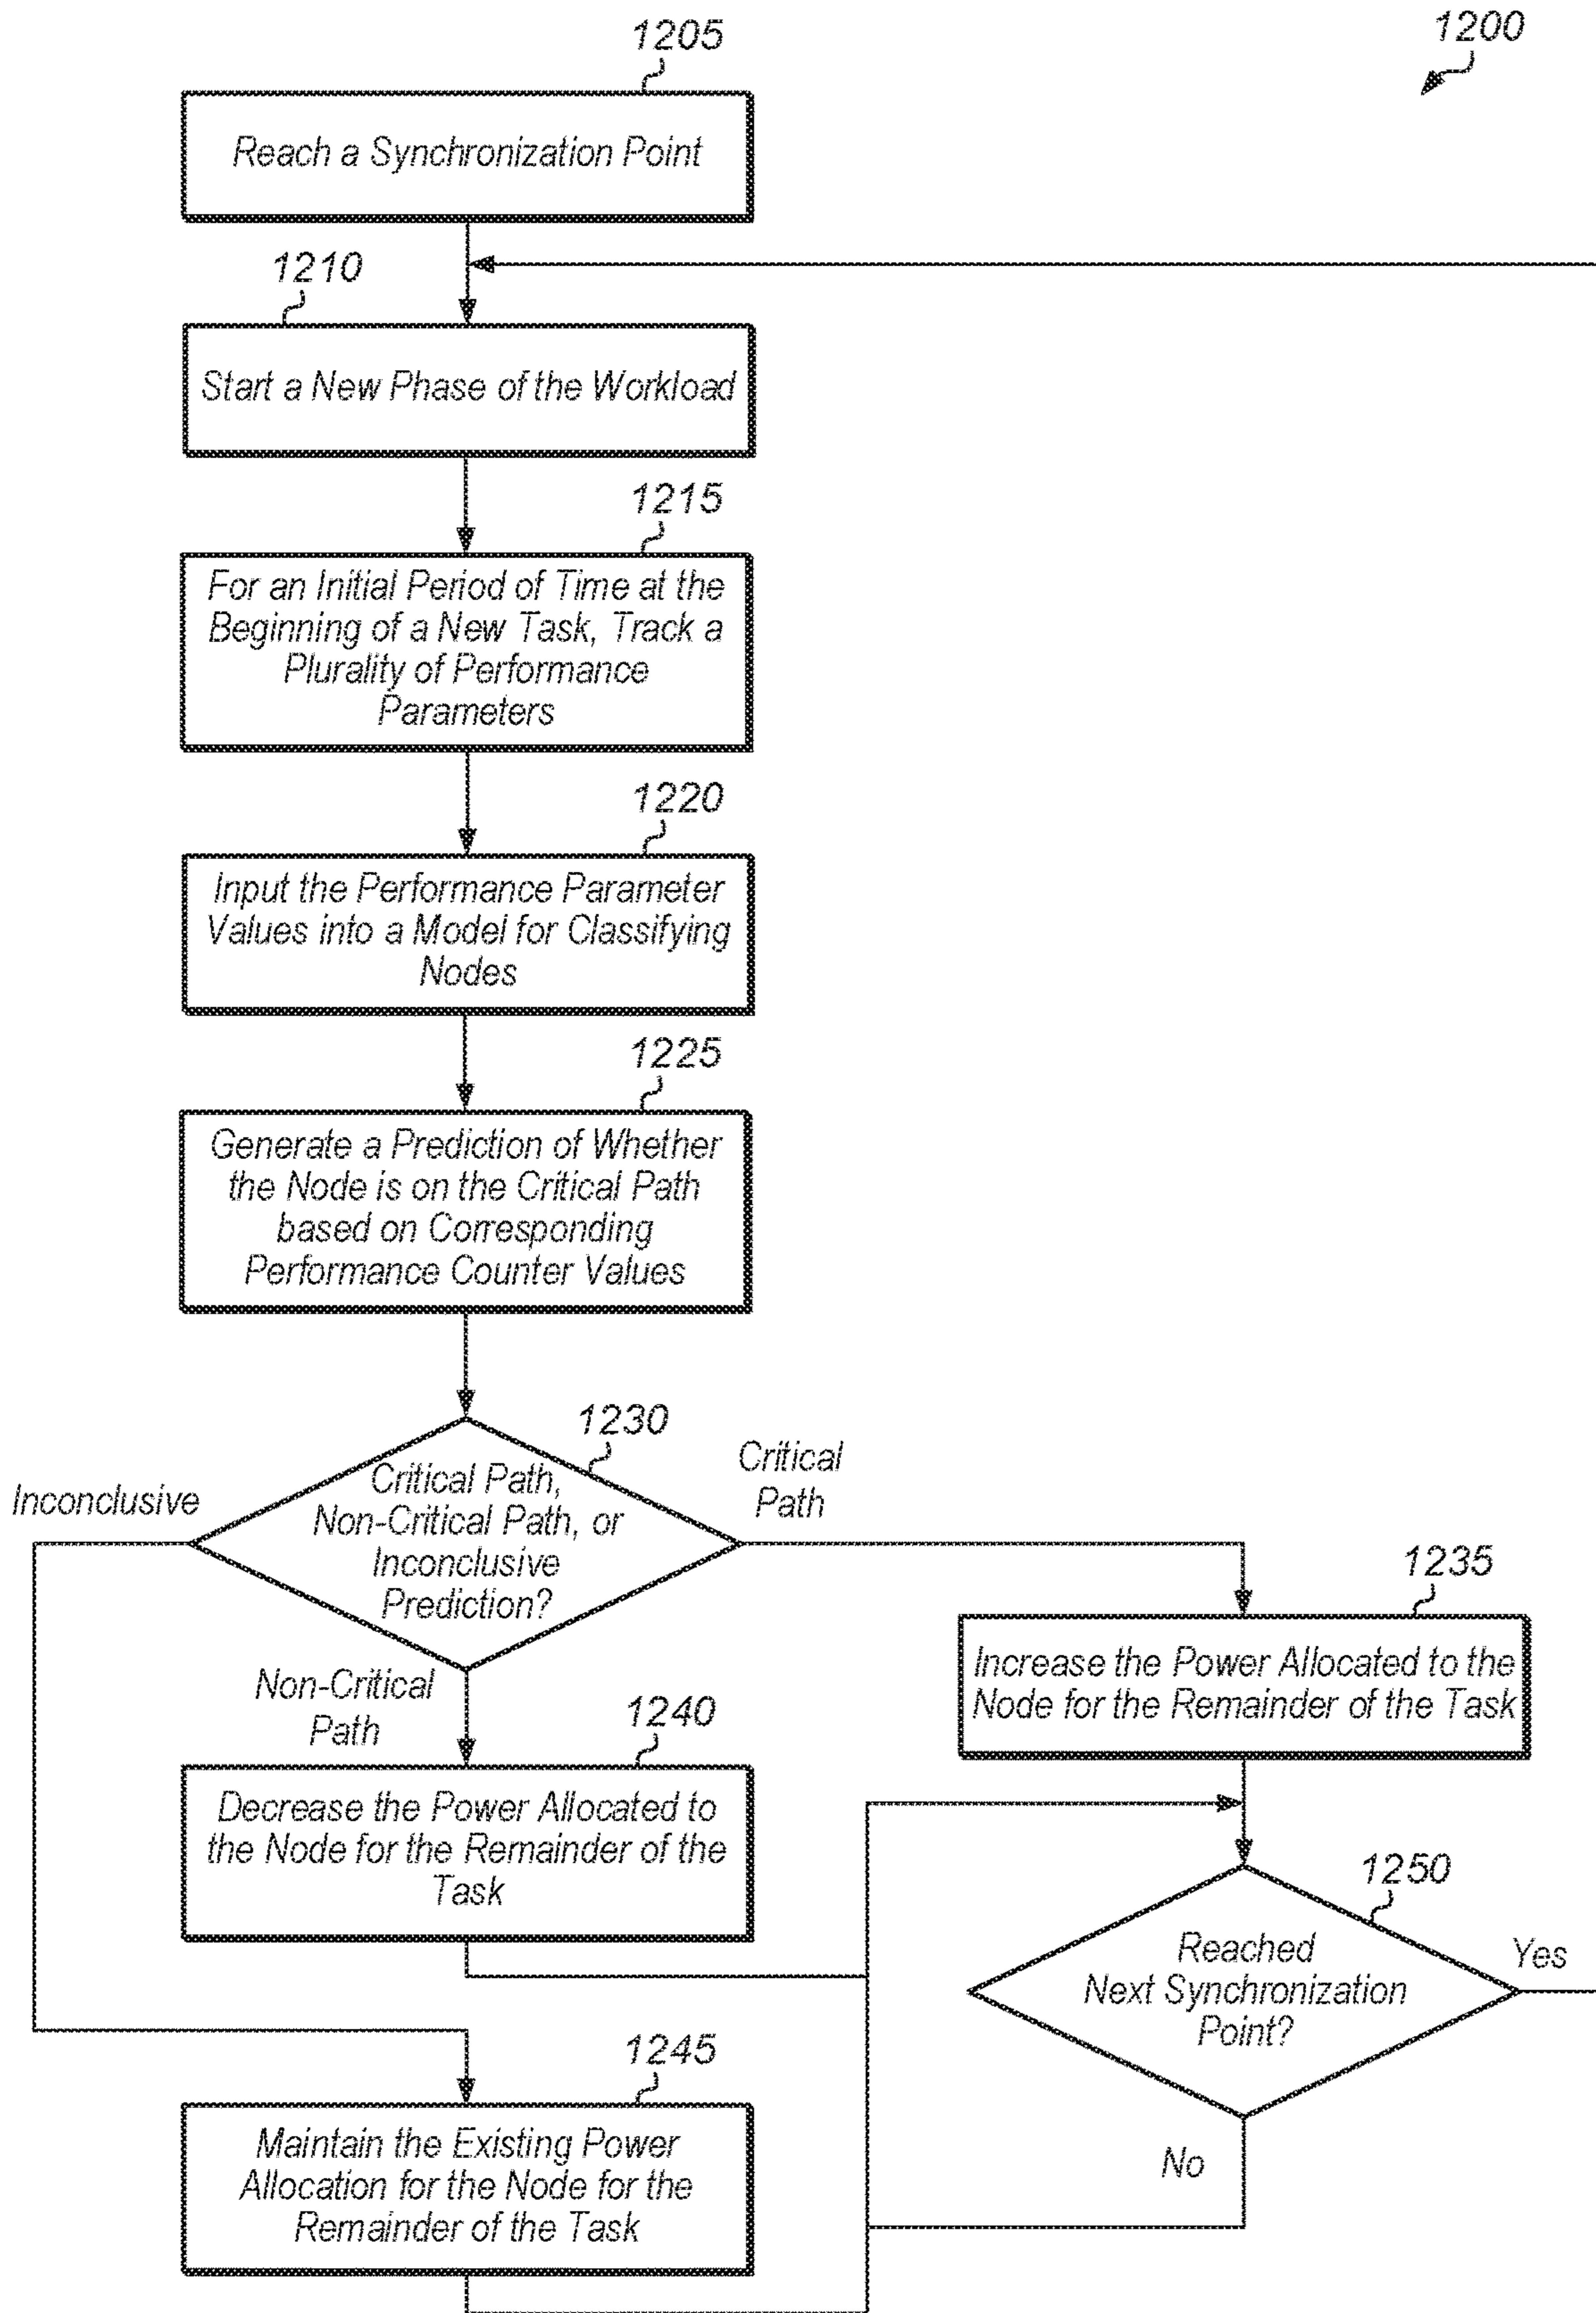 1205
1200
Reach a Synchronization Point
1210
Start a New Phase of the Workload
1215
For an Initial Period of Time at the
Beginning of a New Task, Track a
Plurality of Performance
Parameters
1220
Input the Performance Parameter
Values into a Model for Classifying
Nodes
1225
Generate a Prediction of Whether
the Node is on the Critical Path
based on Corresponding
Performance Counter Values
1230
Critical Path,
Non-Critical Path, or
Inconclusive
Prediction?
Inconclusive
Critical
Path
1235
Increase the Power Allocated to the
Node for the Remainder of the Task
Non-Critical
Path
1240
Decrease the Power Allocated to
the Node for the Remainder of the
Task
1250
Reached
Next Synchronization
Point?
Yes
No
1245
Maintain the Existing Power
Allocation for the Node for the
Remainder of the Task